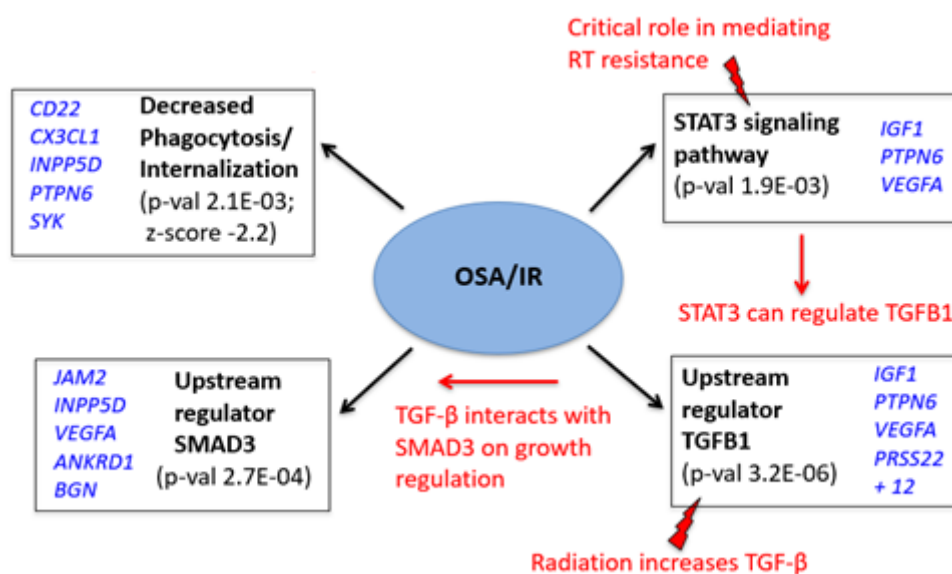 Critical role in mediating
RT resistance
CD22
CX3CL1
INPP5D
PTPN6
SYK
Decreased
Phagocytosis/
Internalization
(p-val 2.1E-03;
z-score -2.2)
STAT3 signaling
pathway
(p-val 1.9E-03)
IGF1
PTPN6
VEGFA
OSA/IR
STAT3 can regulate TGFB1
JAM2
INPP5D
VEGFA
ANKRD1
BGN
Upstream
regulator
SMAD3
(p-val 2.7E-04)
TGF-β interacts with
SMAD3 on growth
regulation
Upstream
regulator
TGFB1
(p-val 3.2E-06)
IGF1
PTPN6
VEGFA
PRSS22
+ 12
Radiation increases TGF-β